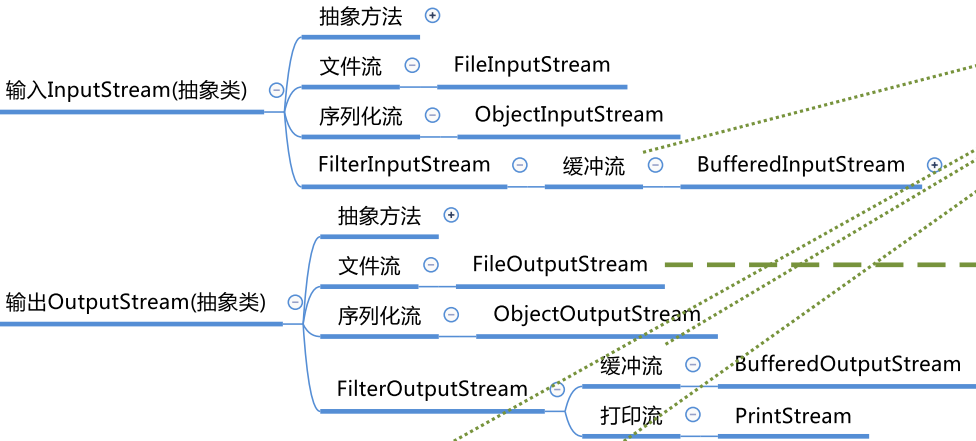 输入InputStream(抽象类)
抽象方法
文件流 FileInputStream
序列化流 ObjectInputStream
FilterInputStream 缓冲流 BufferedInputStream
输出OutputStream(抽象类)
抽象方法
文件流 FileOutputStream
序列化流 ObjectOutputStream
FilterOutputStream
缓冲流 BufferedOutputStream
打印流 PrintStream